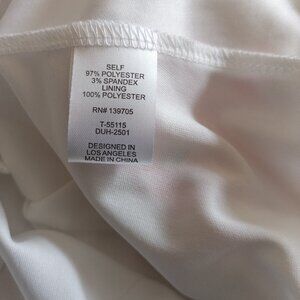 SELF
97% POLYESTER
3% SPANDEX
LINING
100% POLYESTER
RN# 139705
T-55115
DUH-2501
DESIGNED IN
LOS ANGELES
MADE IN CHINA